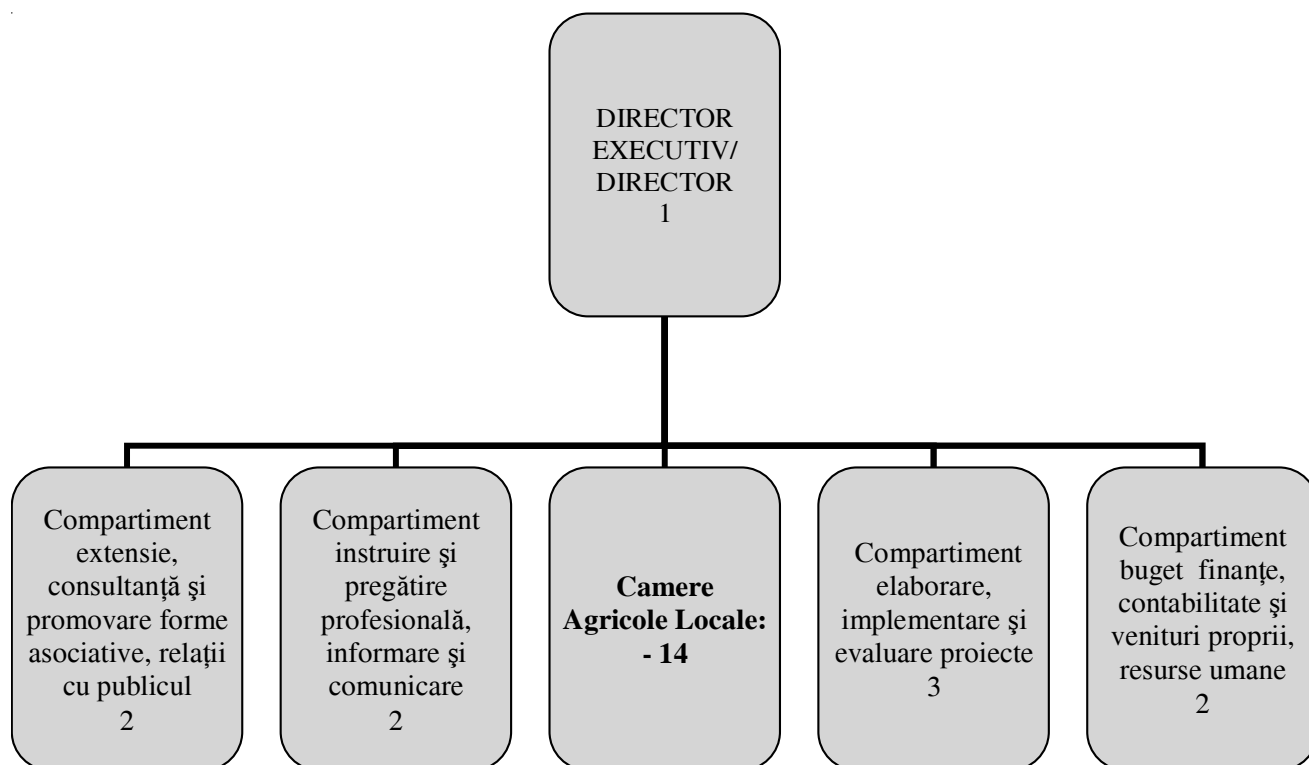 DIRECTOR
EXECUTIV/
DIRECTOR
1
Compartiment
extensie,
consultanţă şi
promovare forme
asociative, relaţii
cu publicul
2
Compartiment
instruire şi
pregătire
profesională,
informare şi
comunicare
2
Camere
Agricole Locale:
- 14
Compartiment
elaborare,
implementare şi
evaluare proiecte
3
Compartiment
buget finanţe,
contabilitate şi
venituri proprii,
resurse umane
2